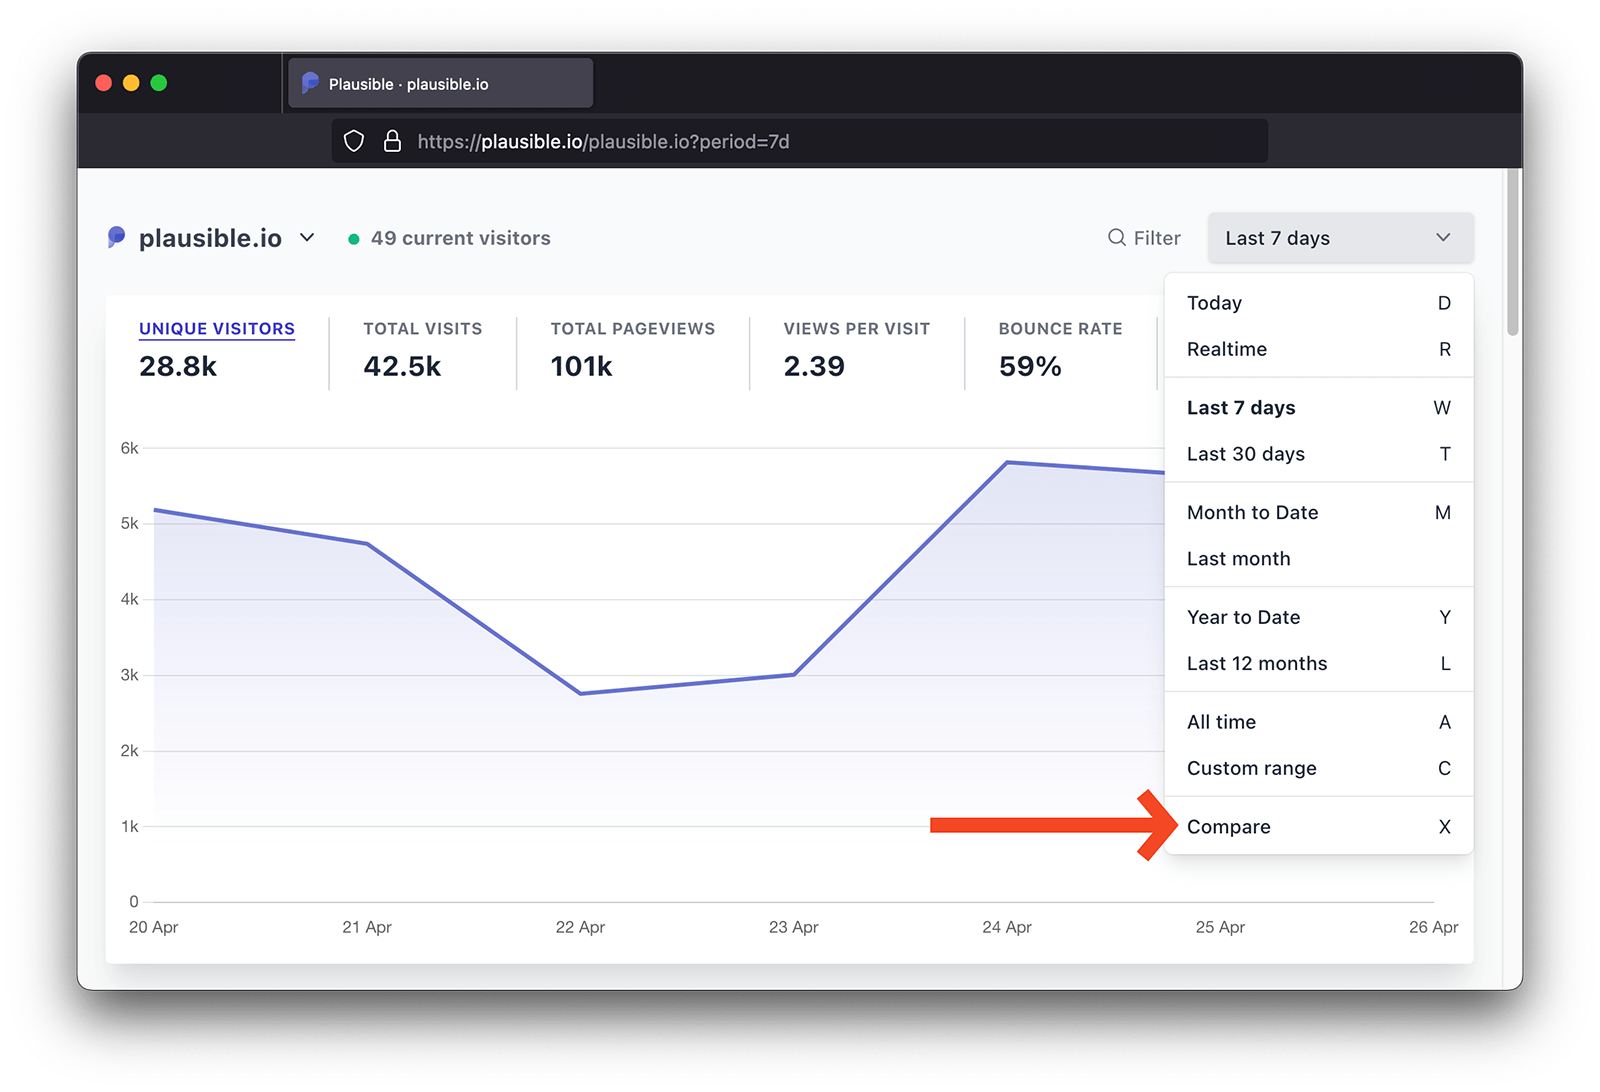 Plausible · plausible.io
https://plausible.io/plausible.io?period=7d
plausible.io 49 current visitors Filter Last 7 days
UNIQUE VISITORS TOTAL VISITS TOTAL PAGEVIEWS VIEWS PER VISIT BOUNCE RATE
28.8k 42.5k 101k 2.39 59%
Today D
Realtime R
Last 7 days W
Last 30 days T
Month to Date M
Last month
Year to Date Y
Last 12 months L
All time A
Custom range C
Compare X
6k
5k
4k
3k
2k
1k
0
20 Apr 21 Apr 22 Apr 23 Apr 24 Apr 25 Apr 26 Apr